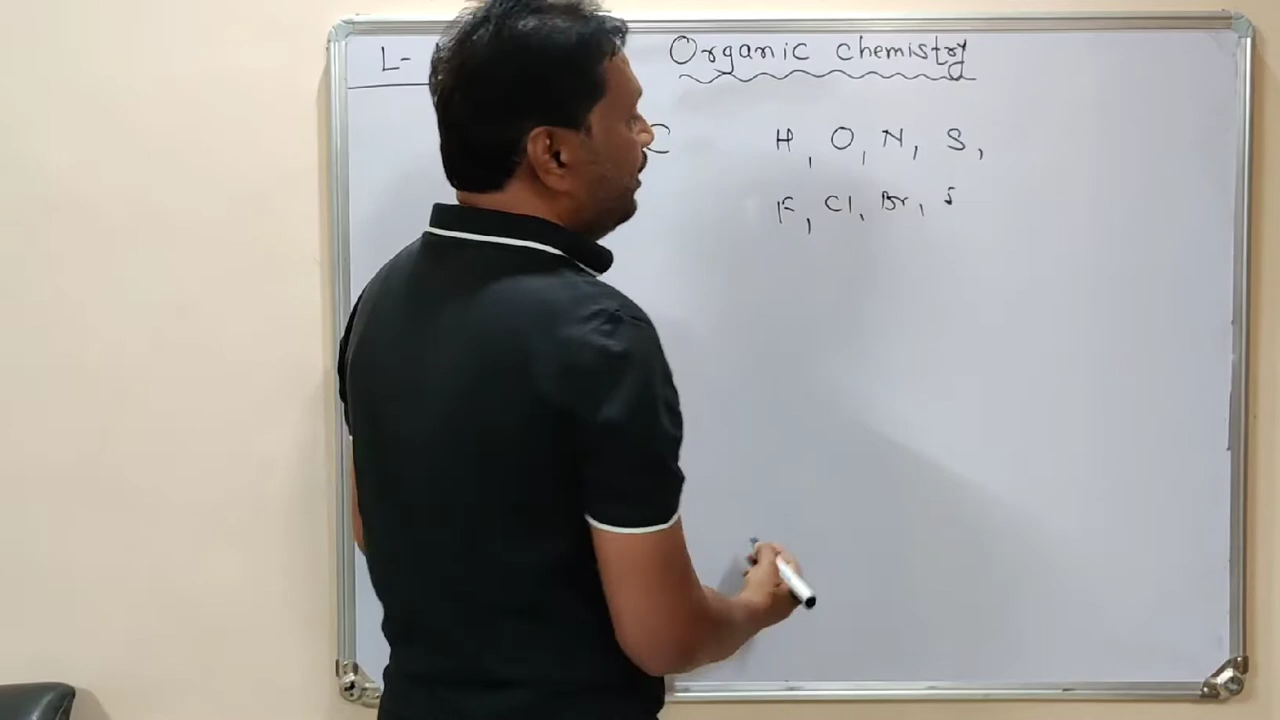 L- Organic chemistry
C H, O, N, S,
F, Cl, Br,